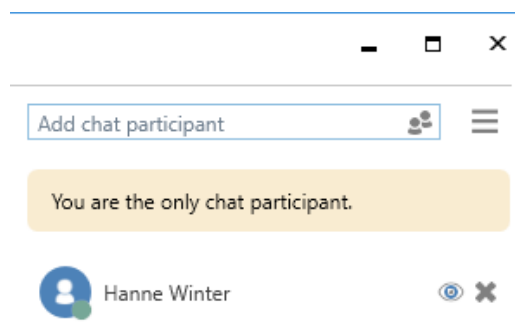 Add chat participant
You are the only chat participant.
Hanne Winter